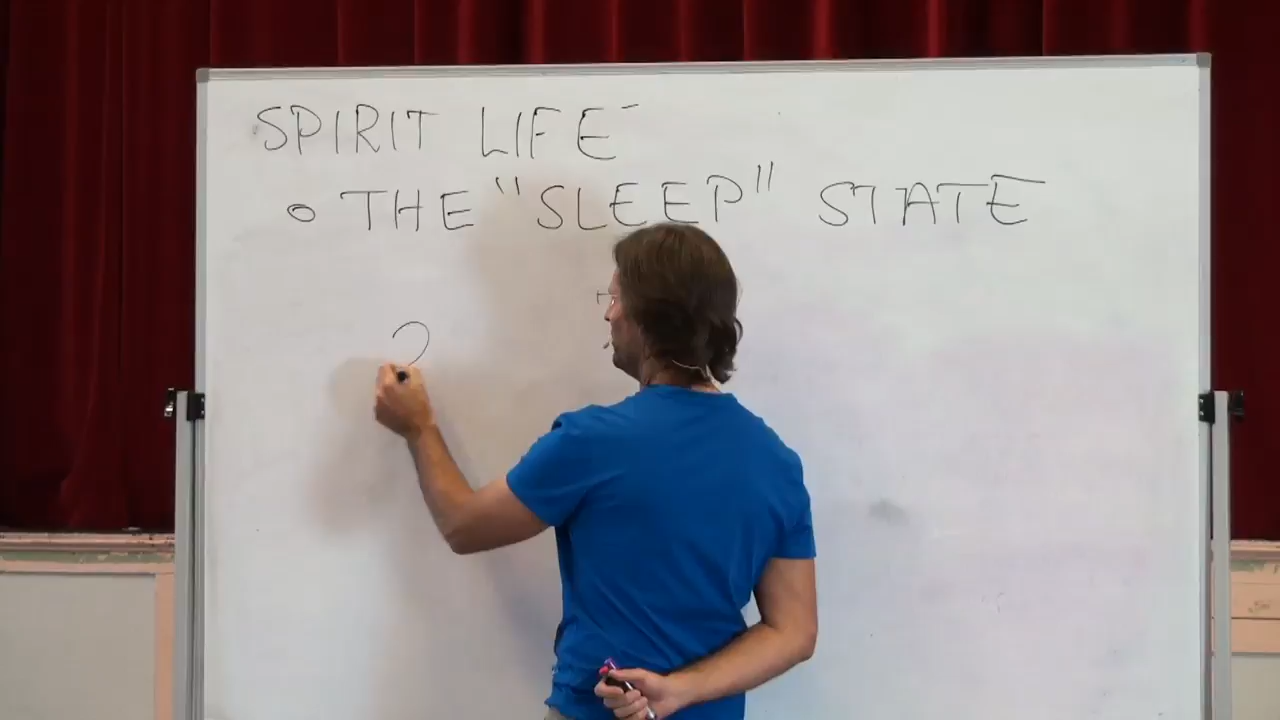 SPIRIT LIFE
• THE "SLEEP" STATE